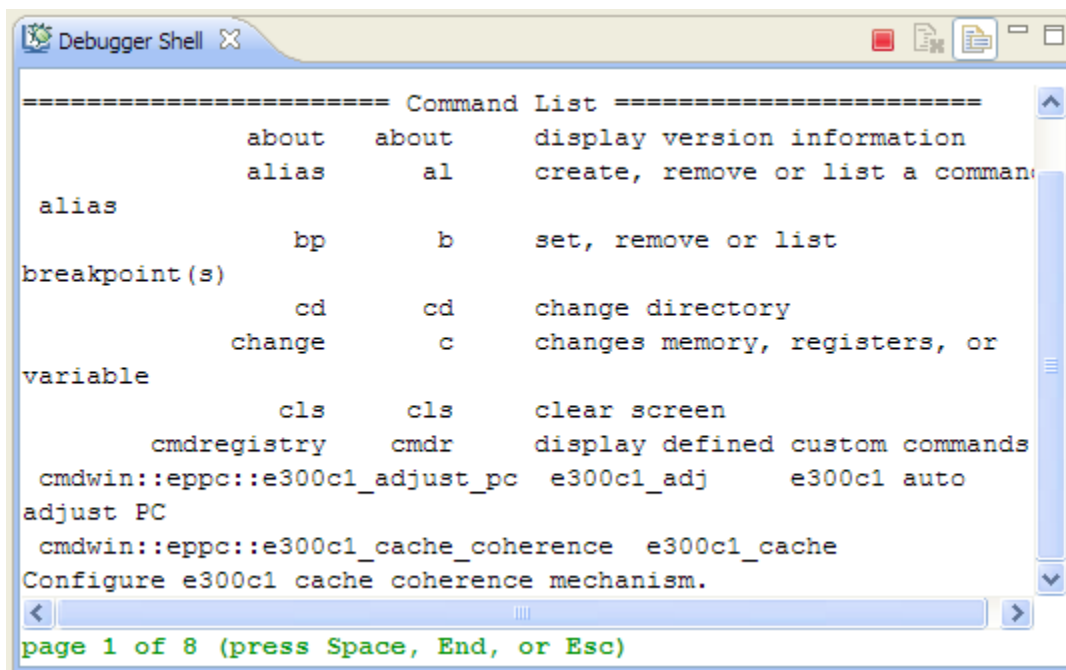 Debugger Shell
======================= Command List =======================
about about display version information
alias al create, remove or list a command
alias
bp b set, remove or list
breakpoint(s)
cd cd change directory
change c changes memory, registers, or
variable
cls cls clear screen
cmdregistry cmdr display defined custom commands
cmdwin::eppc::e300c1_adjust_pc e300c1_adj e300c1 auto
adjust PC
cmdwin::eppc::e300c1_cache_coherence e300c1_cache
Configure e300c1 cache coherence mechanism.
page 1 of 8 (press Space, End, or Esc)